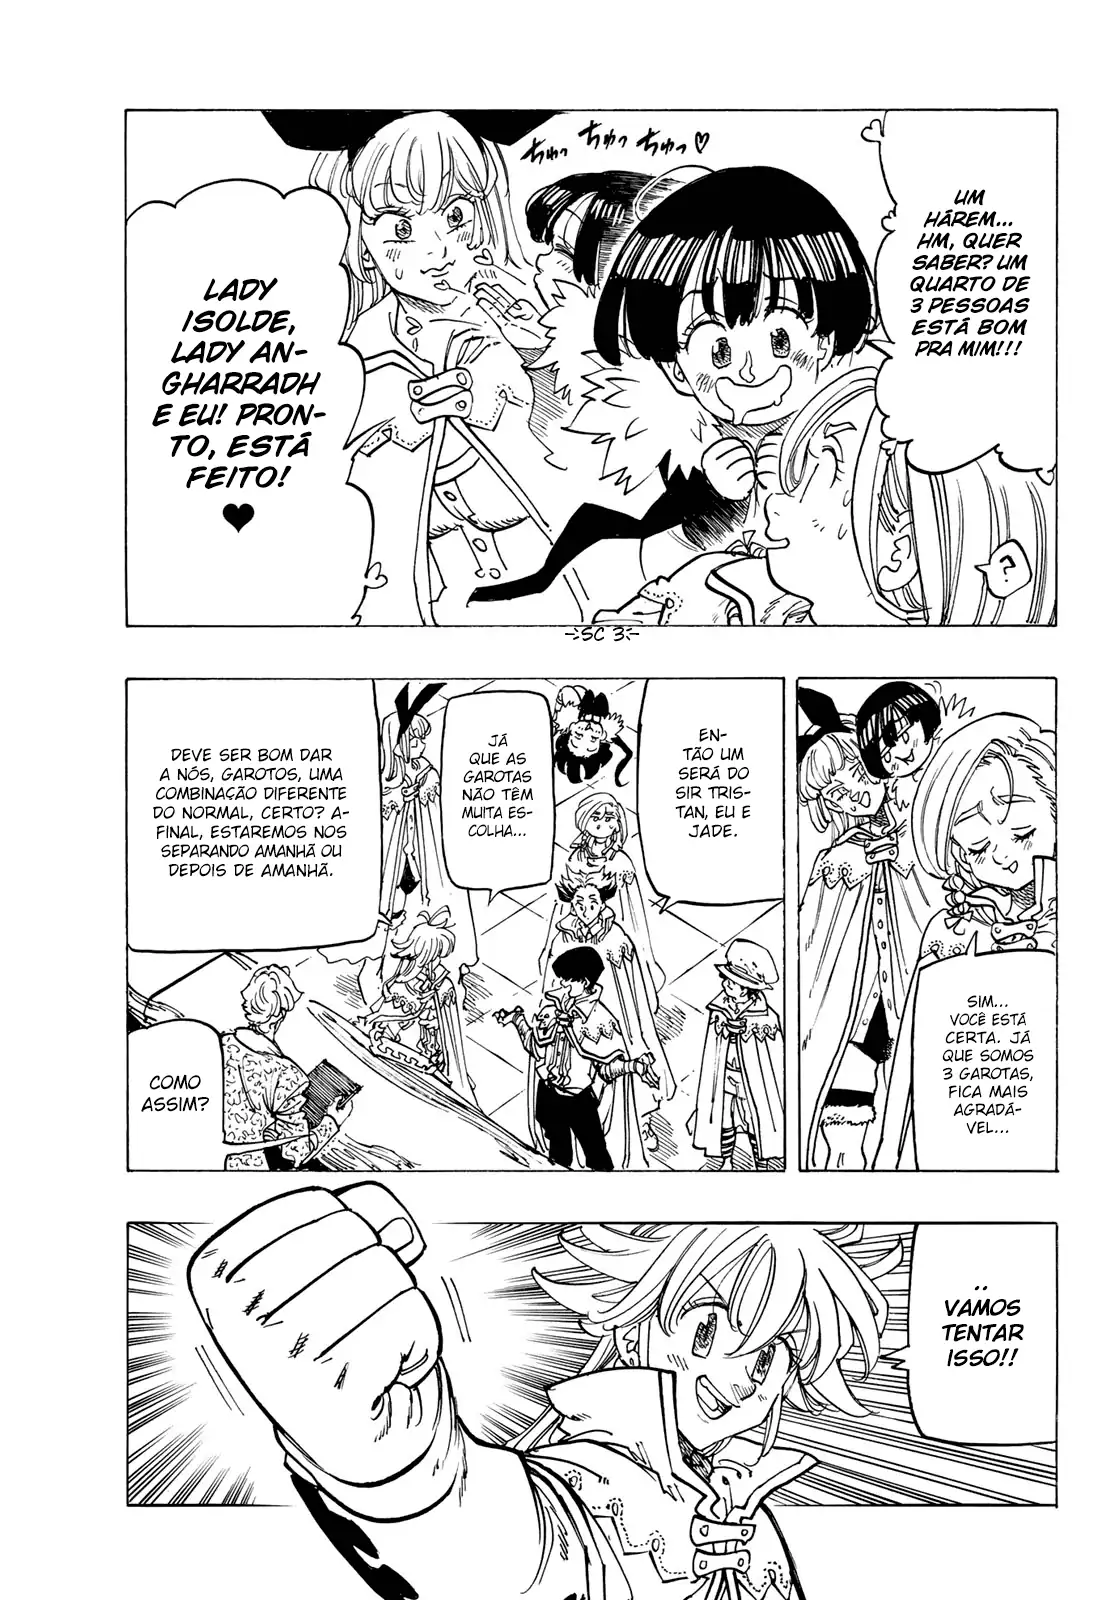 UM
HÁREM...
HM, QUER
SABER? UM
QUARTO DE
3 PESSOAS
ESTÁ BOM
PRA MIM!!!
ちゅっ ちゅっ ちゅっ♡
LADY
ISOLDE,
LADY AN-
GHARRADH
E EU! PRON-
TO, ESTÁ
FEITO!
♥
?
SC 3
SIM...
VOCÊ ESTÁ
CERTA. JÁ
QUE SOMOS
3 GAROTAS,
FICA MAIS
AGRADÁ-
VEL...
EN-
TÃO UM
SERÁ DO
SIR TRIS-
TAN, EU E
JADE.
JÁ
QUE AS
GAROTAS
NÃO TÊM
MUITA ES-
COLHA...
DEVE SER BOM DAR
A NÓS, GAROTOS, UMA
COMBINAÇÃO DIFERENTE
DO NORMAL, CERTO? A-
FINAL, ESTAREMOS NOS
SEPARANDO AMANHÃ OU
DEPOIS DE AMANHÃ.
COMO
ASSIM?
..
VAMOS
TENTAR
ISSO!!